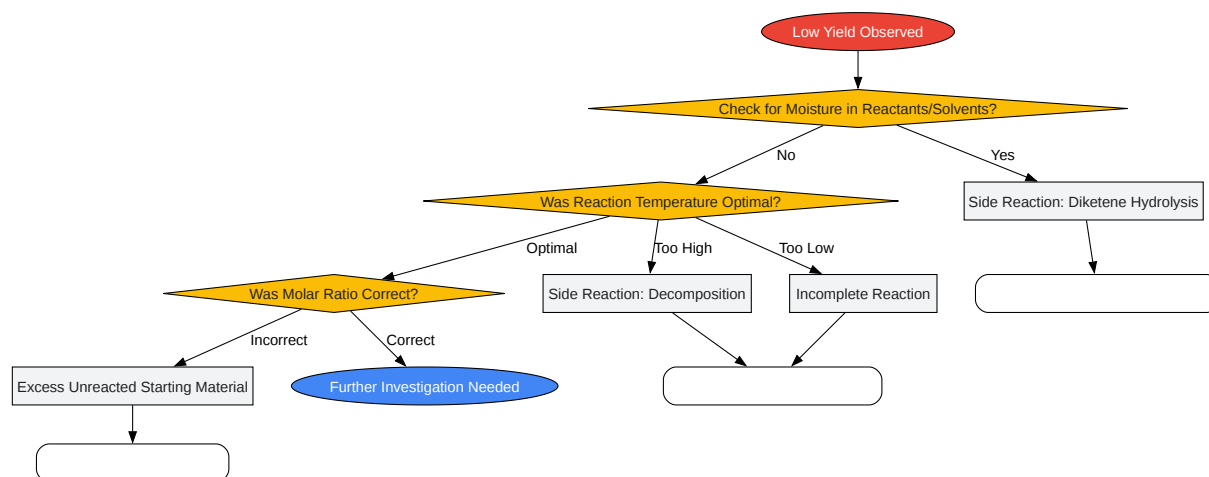 Low Yield Observed
Check for Moisture in Reactants/Solvents?
No
Yes
Was Reaction Temperature Optimal?
Side Reaction: Diketene Hydrolysis
Optimal
Too High
Too Low
Was Molar Ratio Correct?
Side Reaction: Decomposition
Incomplete Reaction
Incorrect
Correct
Excess Unreacted Starting Material
Further Investigation Needed